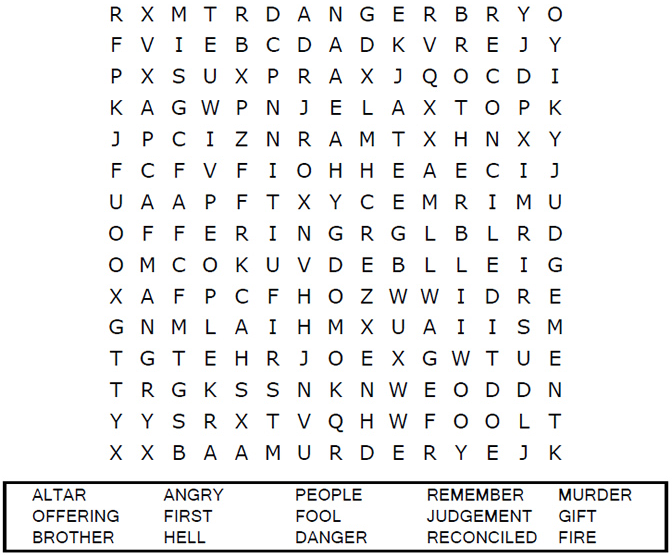 R X M T R D A N G E R B R Y O
F V I E B C D A D K V R E J Y
P X S U X P R A X J Q O C D I
K A G W P N J E L A X T O P K
J P C I Z N R A M T X H N X Y
F C F V F I O H H E A E C I J
U A A P F T X Y C E M R I M U
O F F E R I N G R G L B L R D
O M C O K U V D E B L L E I G
X A F P C F H O Z W W I D R E
G N M L A I H M X U A I I S M
T G T E H R J O E X G W T U E
T R G K S S N K N W E O D D N
Y Y S R X T V Q H W F O O L T
X X B A A M U R D E R Y E J K
ALTAR ANGRY PEOPLE REMEMBER MURDER
OFFERING FIRST FOOL JUDGEMENT GIFT
BROTHER HELL DANGER RECONCILED FIRE